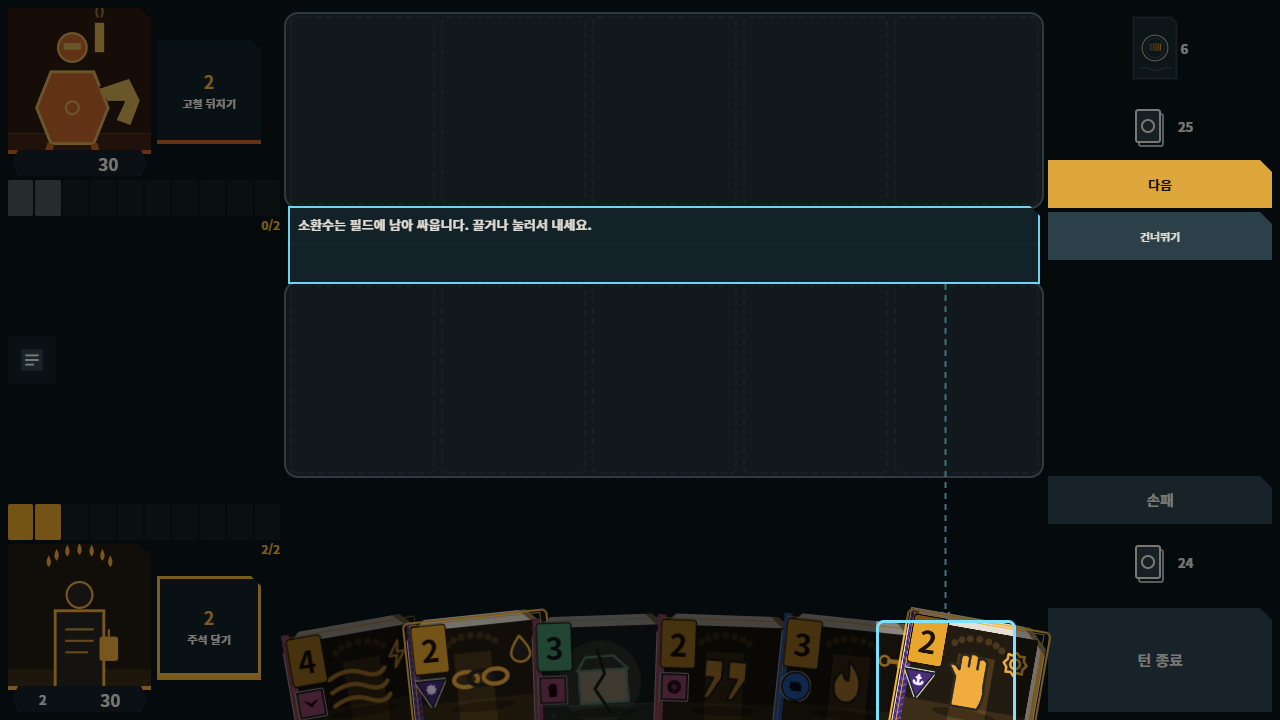 2
고철 뒤지기
30
6
25
다음
건너뛰기
0/2
소환수는 필드에 남아 싸웁니다. 끌거나 눌러서 내세요.
손패
24
턴 종료
2/2
2
주석 달기
2
30
4
2
3
2
3
2